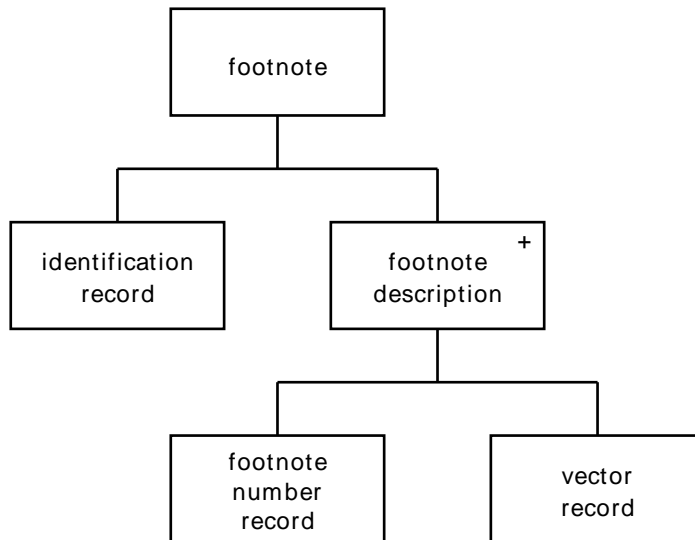 footnote
identification
record
+
footnote
description
footnote
number
record
vector
record